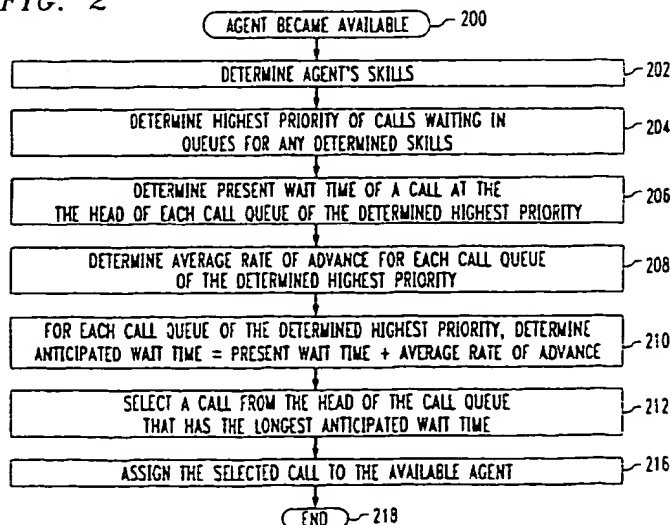 FIG. 2
AGENT BECAME AVAILABLE
200
DETERMINE AGENT'S SKILLS
202
DETERMINE HIGHEST PRIORITY OF CALLS WAITING IN
QUEUES FOR ANY DETERMINED SKILLS
204
DETERMINE PRESENT WAIT TIME OF A CALL AT THE
THE HEAD OF EACH CALL QUEUE OF THE DETERMINED HIGHEST PRIORITY
206
DETERMINE AVERAGE RATE OF ADVANCE FOR EACH CALL QUEUE
OF THE DETERMINED HIGHEST PRIORITY
208
FOR EACH CALL QUEUE OF THE DETERMINED HIGHEST PRIORITY, DETERMINE
ANTICIPATED WAIT TIME = PRESENT WAIT TIME + AVERAGE RATE OF ADVANCE
210
SELECT A CALL FROM THE HEAD OF THE CALL QUEUE
THAT HAS THE LONGEST ANTICIPATED WAIT TIME
212
ASSIGN THE SELECTED CALL TO THE AVAILABLE AGENT
216
END
218